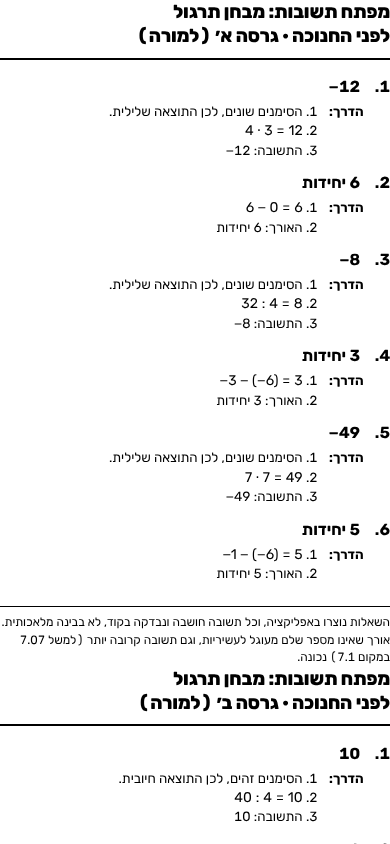 מפתח תשובות: מבחן תרגול
לפני החנוכה • גרסה א׳ (למורה)
1. −12
הדרך: 1. הסימנים שונים, לכן התוצאה שלילית.
2. 4 · 3 = 12
3. התשובה: −12
2. 6 יחידות
הדרך: 1. 6 − 0 = 6
2. האורך: 6 יחידות
3. −8
הדרך: 1. הסימנים שונים, לכן התוצאה שלילית.
2. 32 : 4 = 8
3. התשובה: −8
4. 3 יחידות
הדרך: 1. −3 − (−6) = 3
2. האורך: 3 יחידות
5. −49
הדרך: 1. הסימנים שונים, לכן התוצאה שלילית.
2. 7 · 7 = 49
3. התשובה: −49
6. 5 יחידות
הדרך: 1. −1 − (−6) = 5
2. האורך: 5 יחידות
השאלות נוצרו באפליקציה, וכל תשובה חושבה ונבדקה בקוד, לא בבינה מלאכותית.
אורך שאינו מספר שלם מעוגל לעשיריות, וגם תשובה קרובה יותר (למשל 7.07
במקום 7.1) נכונה.
מפתח תשובות: מבחן תרגול
לפני החנוכה • גרסה ב׳ (למורה)
1. 10
הדרך: 1. הסימנים זהים, לכן התוצאה חיובית.
2. 40 : 4 = 10
3. התשובה: 10